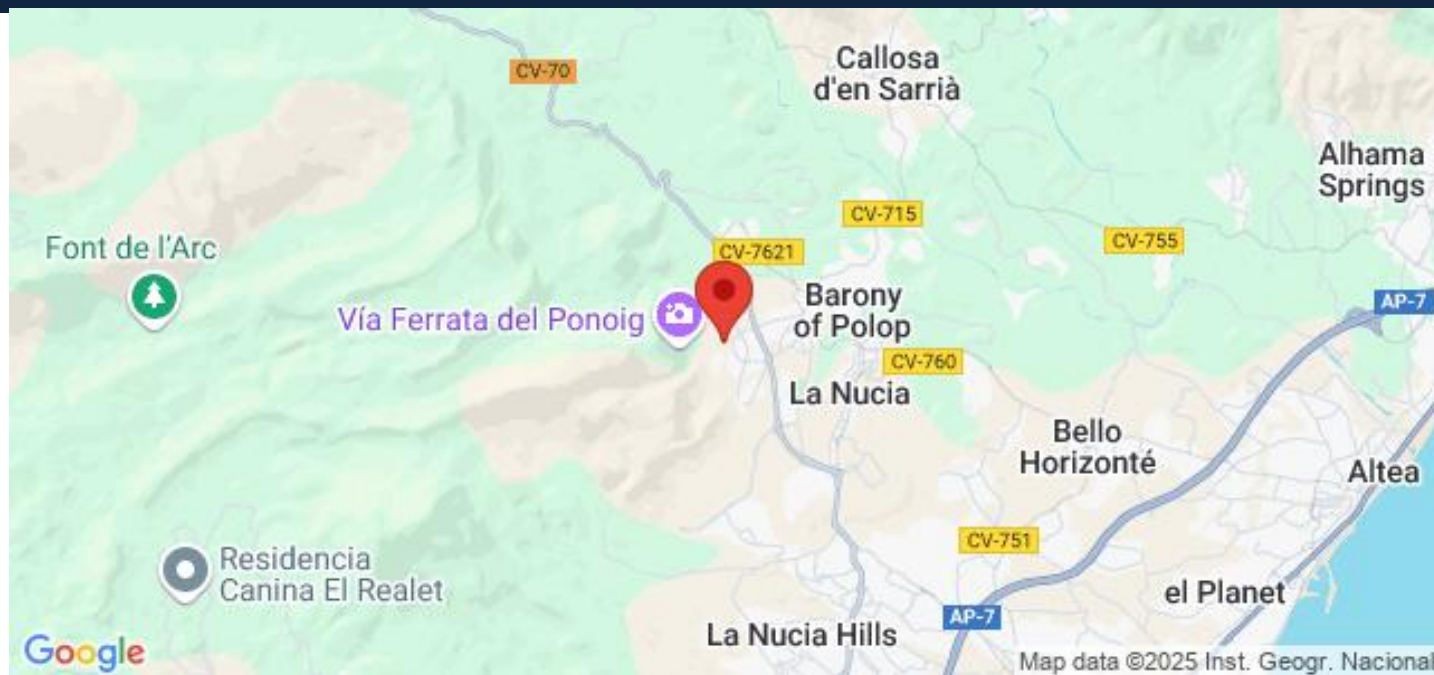 CV-70
Callosa
d'en Sarrià
Alhama
Springs
CV-715
CV-755
Font de l'Arc
CV-7621
Barony
of Polop
AP-7
Vía Ferrata del Ponoig
CV-760
La Nucia
Bello
Horizonté
Altea
CV-751
Residencia
Canina El Realet
el Planet
AP-7
La Nucia Hills
Google
Map data ©2025 Inst. Geogr. Nacional